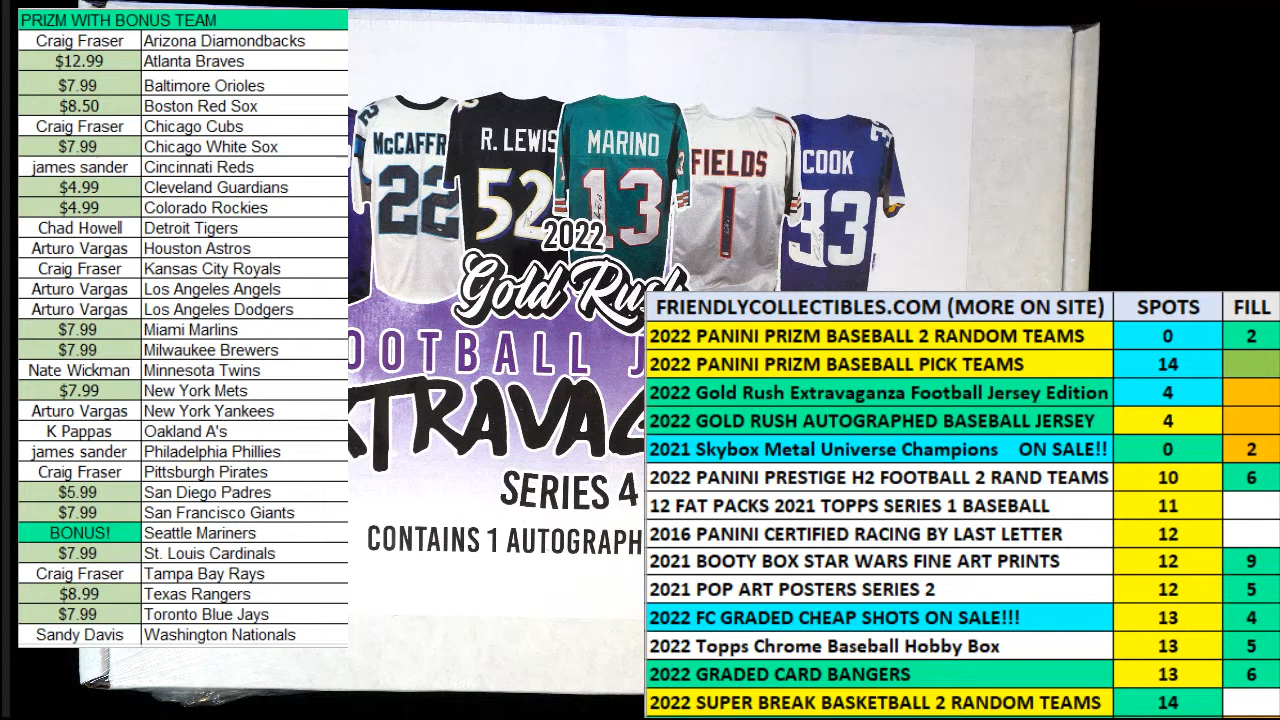 PRIZM WITH BONUS TEAM
Craig Fraser Arizona Diamondbacks
$12.99 Atlanta Braves
$7.99 Baltimore Orioles
$8.50 Boston Red Sox
Craig Fraser Chicago Cubs
$7.99 Chicago White Sox
james sander Cincinnati Reds
$4.99 Cleveland Guardians
$4.99 Colorado Rockies
Chad Howell Detroit Tigers
Arturo Vargas Houston Astros
Craig Fraser Kansas City Royals
Arturo Vargas Los Angeles Angels
Arturo Vargas Los Angeles Dodgers
$7.99 Miami Marlins
$7.99 Milwaukee Brewers
Nate Wickman Minnesota Twins
$7.99 New York Mets
Arturo Vargas New York Yankees
K Pappas Oakland A's
james sander Philadelphia Phillies
Craig Fraser Pittsburgh Pirates
$5.99 San Diego Padres
$7.99 San Francisco Giants
BONUS! Seattle Mariners
$7.99 St. Louis Cardinals
Craig Fraser Tampa Bay Rays
$8.99 Texas Rangers
$7.99 Toronto Blue Jays
Sandy Davis Washington Nationals
McCAFFR R. LEWIS MARINO FIELDS COOK
22 52 13 1 33
2022
Gold Rush
OOTBALL J
XTRAVAG
SERIES 4
CONTAINS 1 AUTOGRAPH
FRIENDLYCOLLECTIBLES.COM (MORE ON SITE) SPOTS FILL
2022 PANINI PRIZM BASEBALL 2 RANDOM TEAMS 0 2
2022 PANINI PRIZM BASEBALL PICK TEAMS 14
2022 Gold Rush Extravaganza Football Jersey Edition 4
2022 GOLD RUSH AUTOGRAPHED BASEBALL JERSEY 4
2021 Skybox Metal Universe Champions ON SALE!! 0 2
2022 PANINI PRESTIGE H2 FOOTBALL 2 RAND TEAMS 10 6
12 FAT PACKS 2021 TOPPS SERIES 1 BASEBALL 11
2016 PANINI CERTIFIED RACING BY LAST LETTER 12
2021 BOOTY BOX STAR WARS FINE ART PRINTS 12 9
2021 POP ART POSTERS SERIES 2 12 5
2022 FC GRADED CHEAP SHOTS ON SALE!!! 13 4
2022 Topps Chrome Baseball Hobby Box 13 5
2022 GRADED CARD BANGERS 13 6
2022 SUPER BREAK BASKETBALL 2 RANDOM TEAMS 14